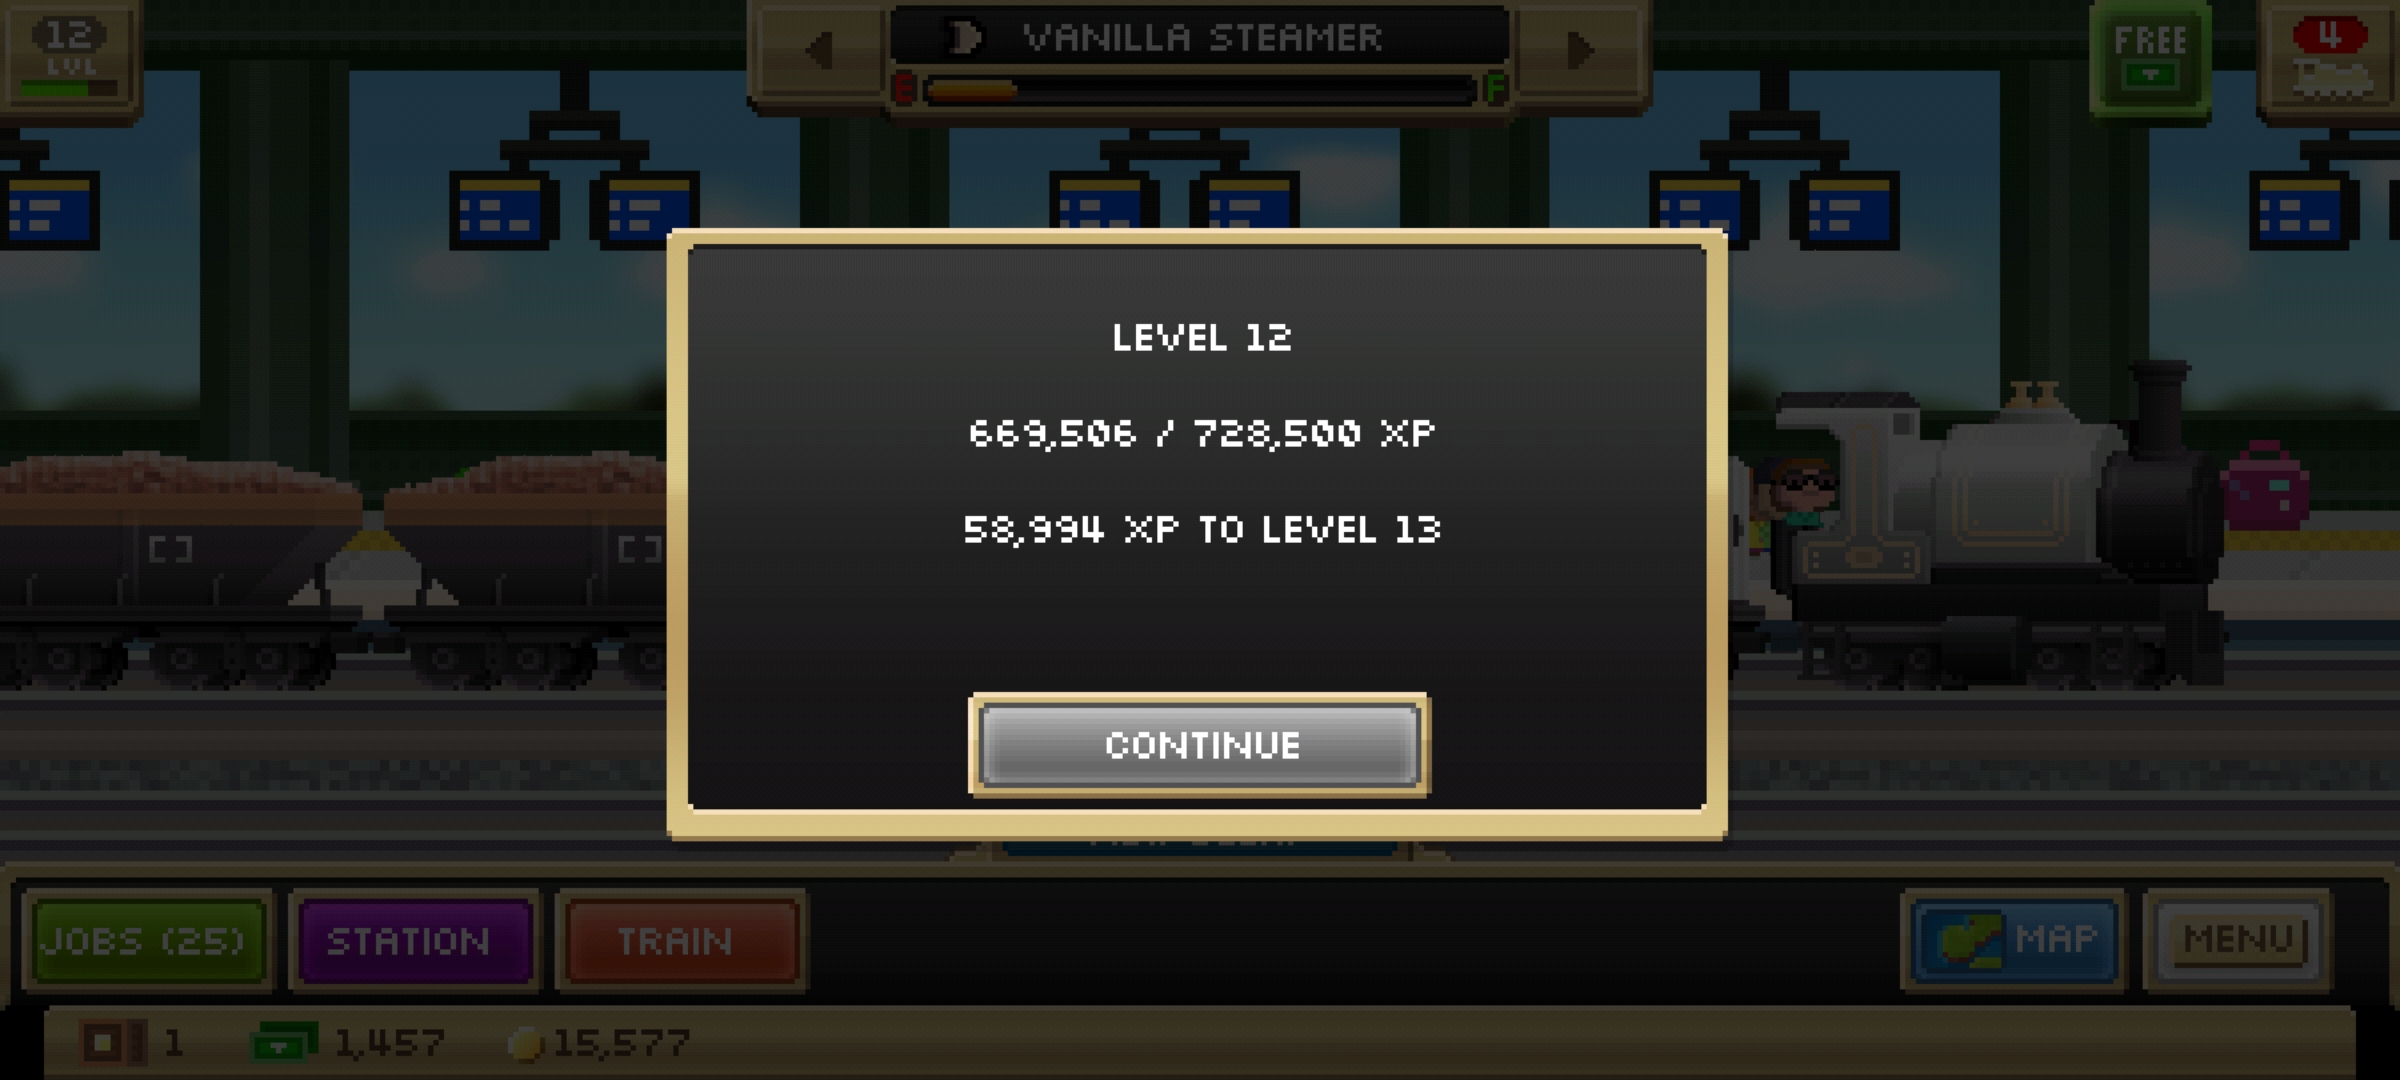 12
LVL
VANILLA STEAMER
E F
FREE
4
LEVEL 12
669,506 / 728,500 XP
58,994 XP TO LEVEL 13
CONTINUE
JOBS (25)
STATION
TRAIN
MAP
MENU
1
1,457
15,577